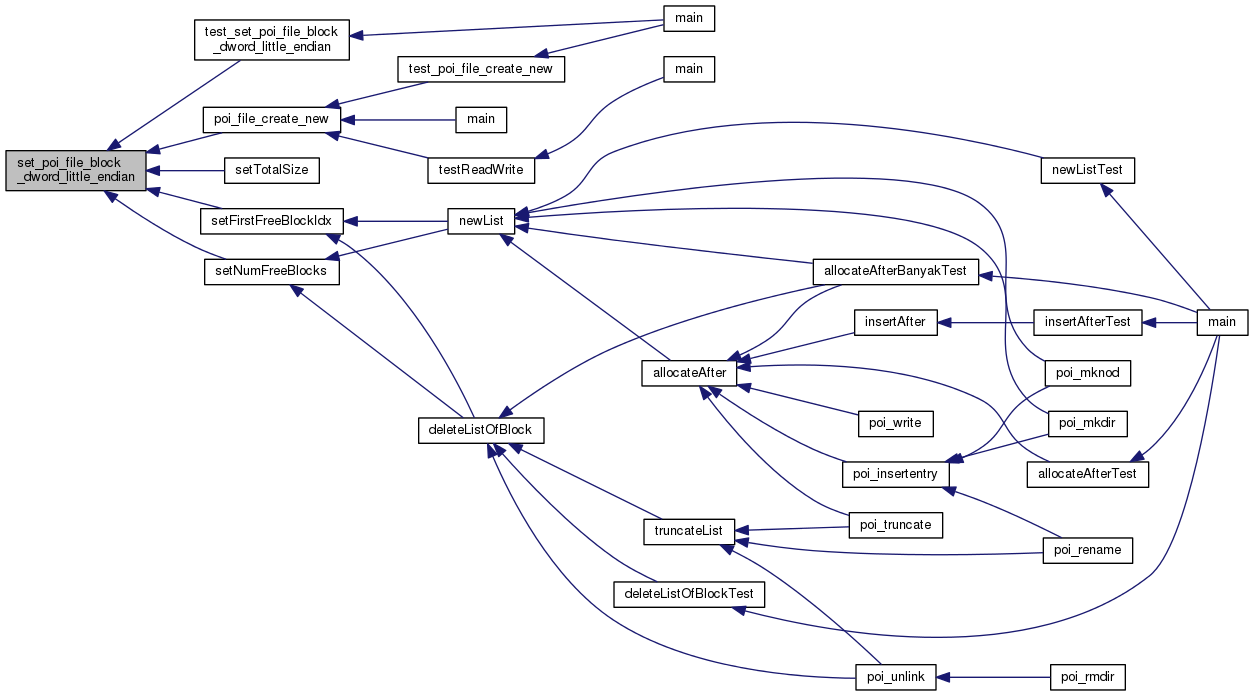 main
test_set_poi_file_block
_dword_little_endian
test_poi_file_create_new
main
poi_file_create_new
main
set_poi_file_block
_dword_little_endian
setTotalSize
testReadWrite
newListTest
setFirstFreeBlockIdx
newList
setNumFreeBlocks
allocateAfterBanyakTest
insertAfter
insertAfterTest
main
allocateAfter
poi_mknod
deleteListOfBlock
poi_write
poi_mkdir
poi_insertentry
allocateAfterTest
truncateList
poi_truncate
poi_rename
deleteListOfBlockTest
poi_unlink
poi_rmdir